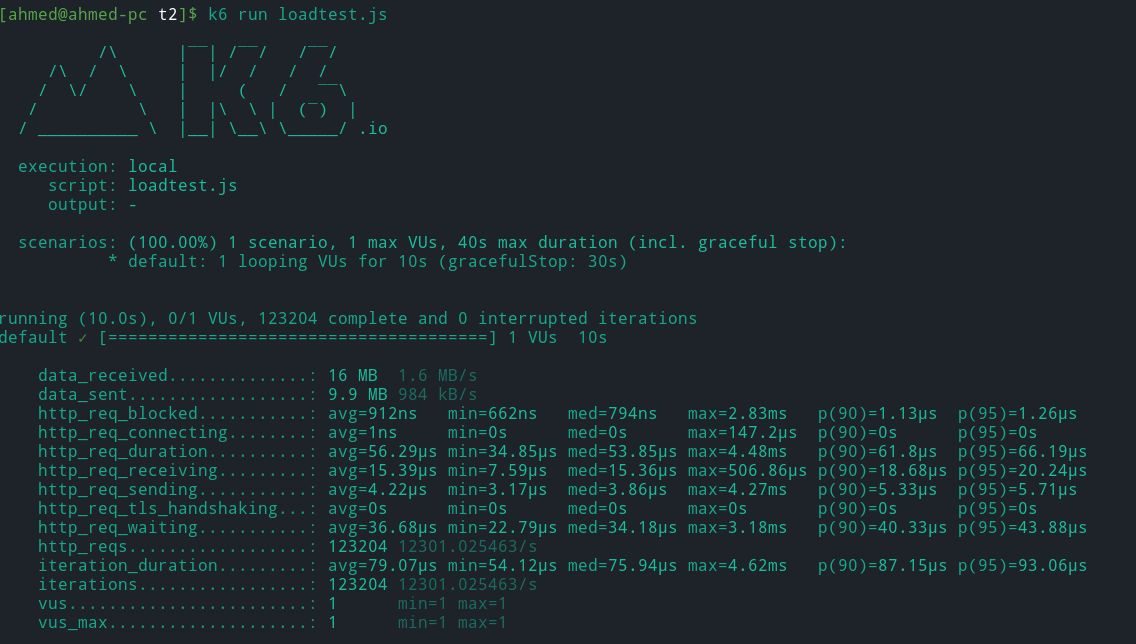 [ahmed@ahmed-pc t2]$ k6 run loadtest.js
          /\      |‾‾| /‾‾/   /‾‾/
     /\  /  \     |  |/  /   /  /
    /  \/    \    |     (   /   ‾‾\
   /          \   |  |\  \ |  (‾)  |
  / __________ \  |__| \__\ \_____/ .io
  execution: local
     script: loadtest.js
     output: -
  scenarios: (100.00%) 1 scenario, 1 max VUs, 40s max duration (incl. graceful stop):
           * default: 1 looping VUs for 10s (gracefulStop: 30s)
running (10.0s), 0/1 VUs, 123204 complete and 0 interrupted iterations
default ✓ [======================================] 1 VUs  10s
    data_received..............: 16 MB  1.6 MB/s
    data_sent..................: 9.9 MB 984 kB/s
    http_req_blocked...........: avg=912ns   min=662ns   med=794ns   max=2.83ms   p(90)=1.13µs  p(95)=1.26µs
    http_req_connecting........: avg=1ns     min=0s      med=0s      max=147.2µs  p(90)=0s      p(95)=0s
    http_req_duration..........: avg=56.29µs min=34.85µs med=53.85µs max=4.48ms   p(90)=61.8µs  p(95)=66.19µs
    http_req_receiving.........: avg=15.39µs min=7.59µs  med=15.36µs max=506.86µs p(90)=18.68µs p(95)=20.24µs
    http_req_sending...........: avg=4.22µs  min=3.17µs  med=3.86µs  max=4.27ms   p(90)=5.33µs  p(95)=5.71µs
    http_req_tls_handshaking...: avg=0s      min=0s      med=0s      max=0s       p(90)=0s      p(95)=0s
    http_req_waiting...........: avg=36.68µs min=22.79µs med=34.18µs max=3.18ms   p(90)=40.33µs p(95)=43.88µs
    http_reqs..................: 123204 12301.025463/s
    iteration_duration.........: avg=79.07µs min=54.12µs med=75.94µs max=4.62ms   p(90)=87.15µs p(95)=93.06µs
    iterations.................: 123204 12301.025463/s
    vus........................: 1      min=1 max=1
    vus_max....................: 1      min=1 max=1